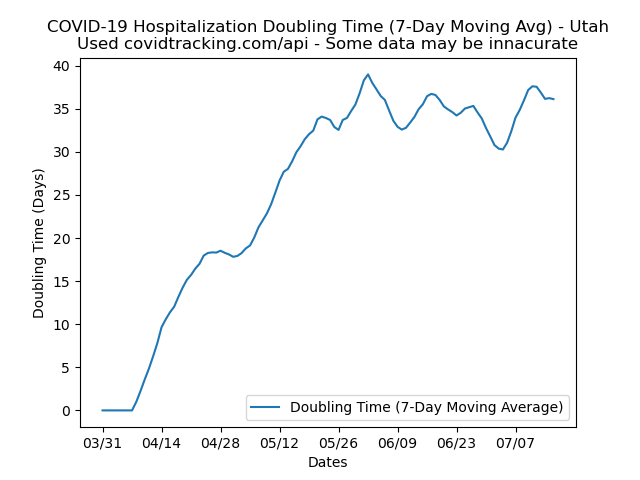 COVID-19 Hospitalization Doubling Time (7-Day Moving Avg) - Utah
Used covidtracking.com/api - Some data may be innacurate
Doubling Time (Days)
40
35
30
25
20
15
10
5
0
Doubling Time (7-Day Moving Average)
03/31 04/14 04/28 05/12 05/26 06/09 06/23 07/07
Dates